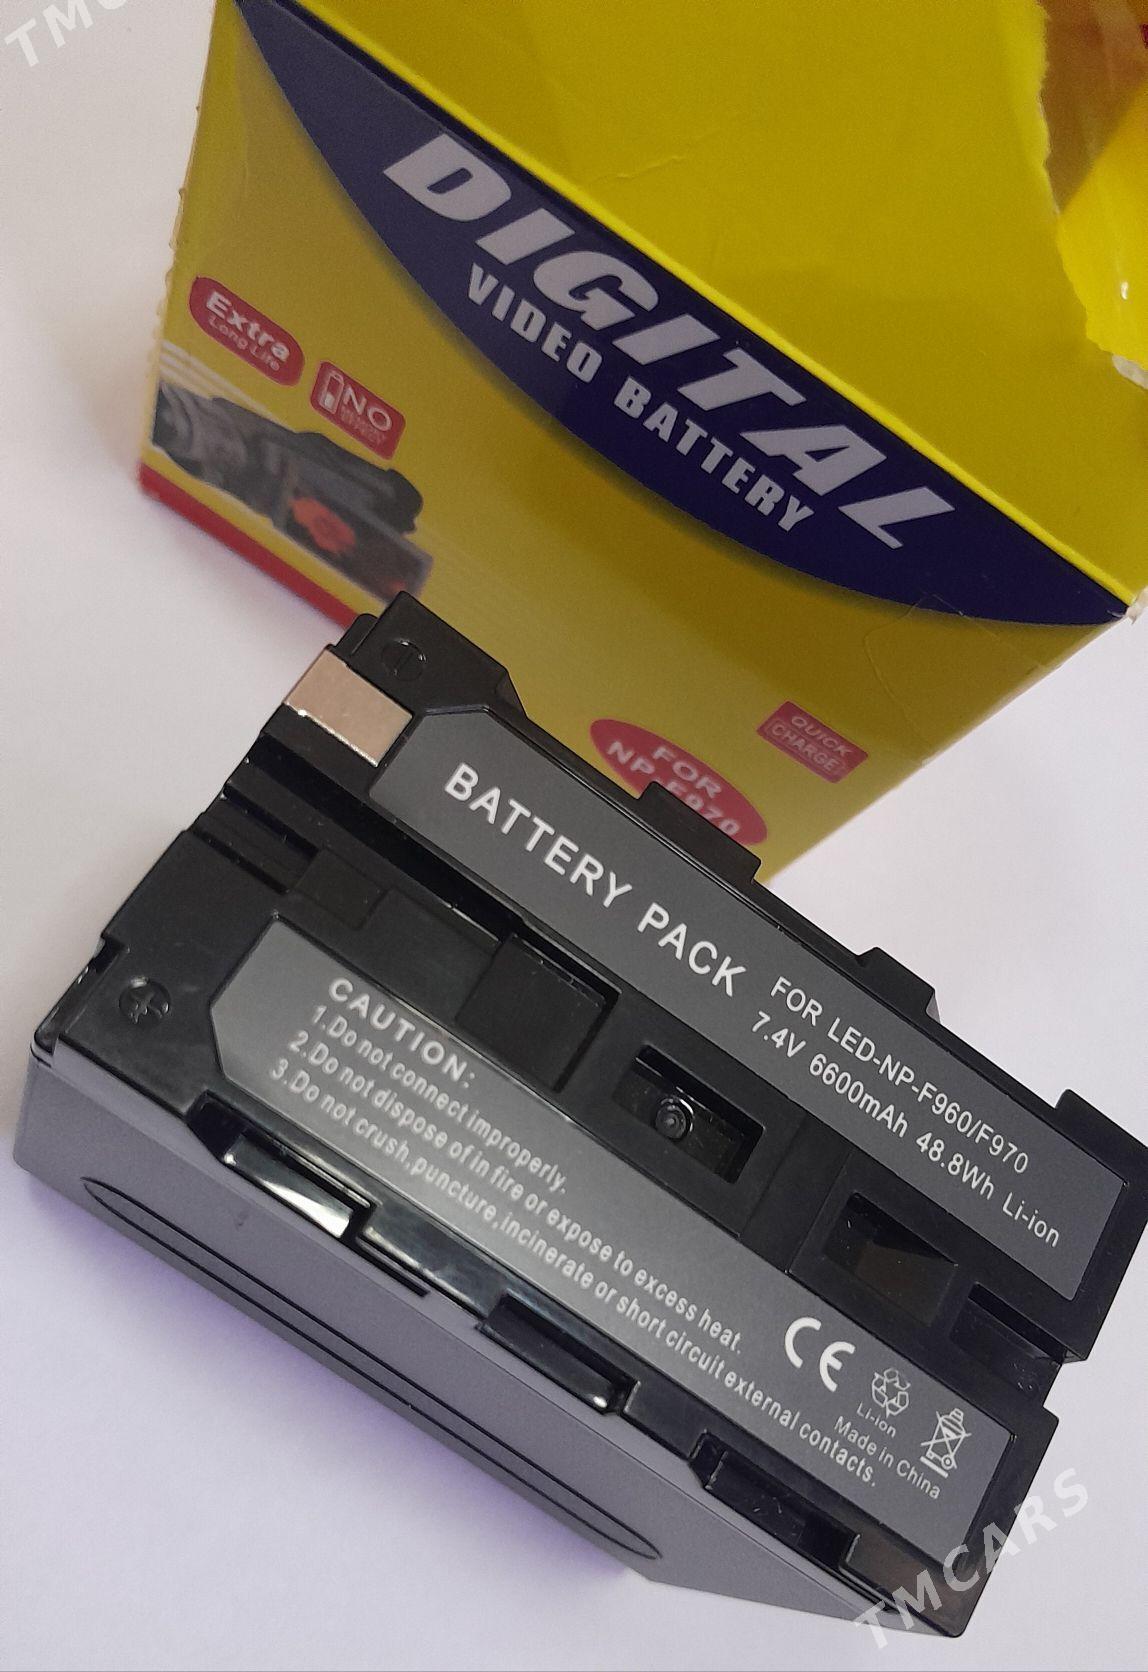 DIGITAL
VIDEO BATTERY
Extra
Long Life
NO
MEMORY
EFFECT
QUICK
CHARGE
FOR
NP-F970
BATTERY PACK
FOR LED-NP-F960/F970
7.4V 6600mAh 48.8Wh Li-ion
CAUTION:
1.Do not connect improperly.
2.Do not dispose of in fire or expose to excess heat.
3.Do not crush,puncture,incinerate or short circuit external contacts.
CE
Li-ion
Made in China
TMCARS